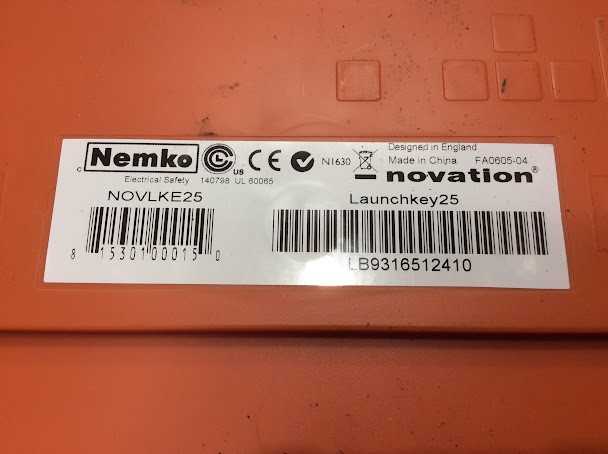 c Nemko
Electrical Safety
US
140798 UL 60065
CE
N1630
Designed in England
Made in China FA0605-04
novation®
NOVLKE25
8 15301 00015 0
Launchkey25
LB9316512410